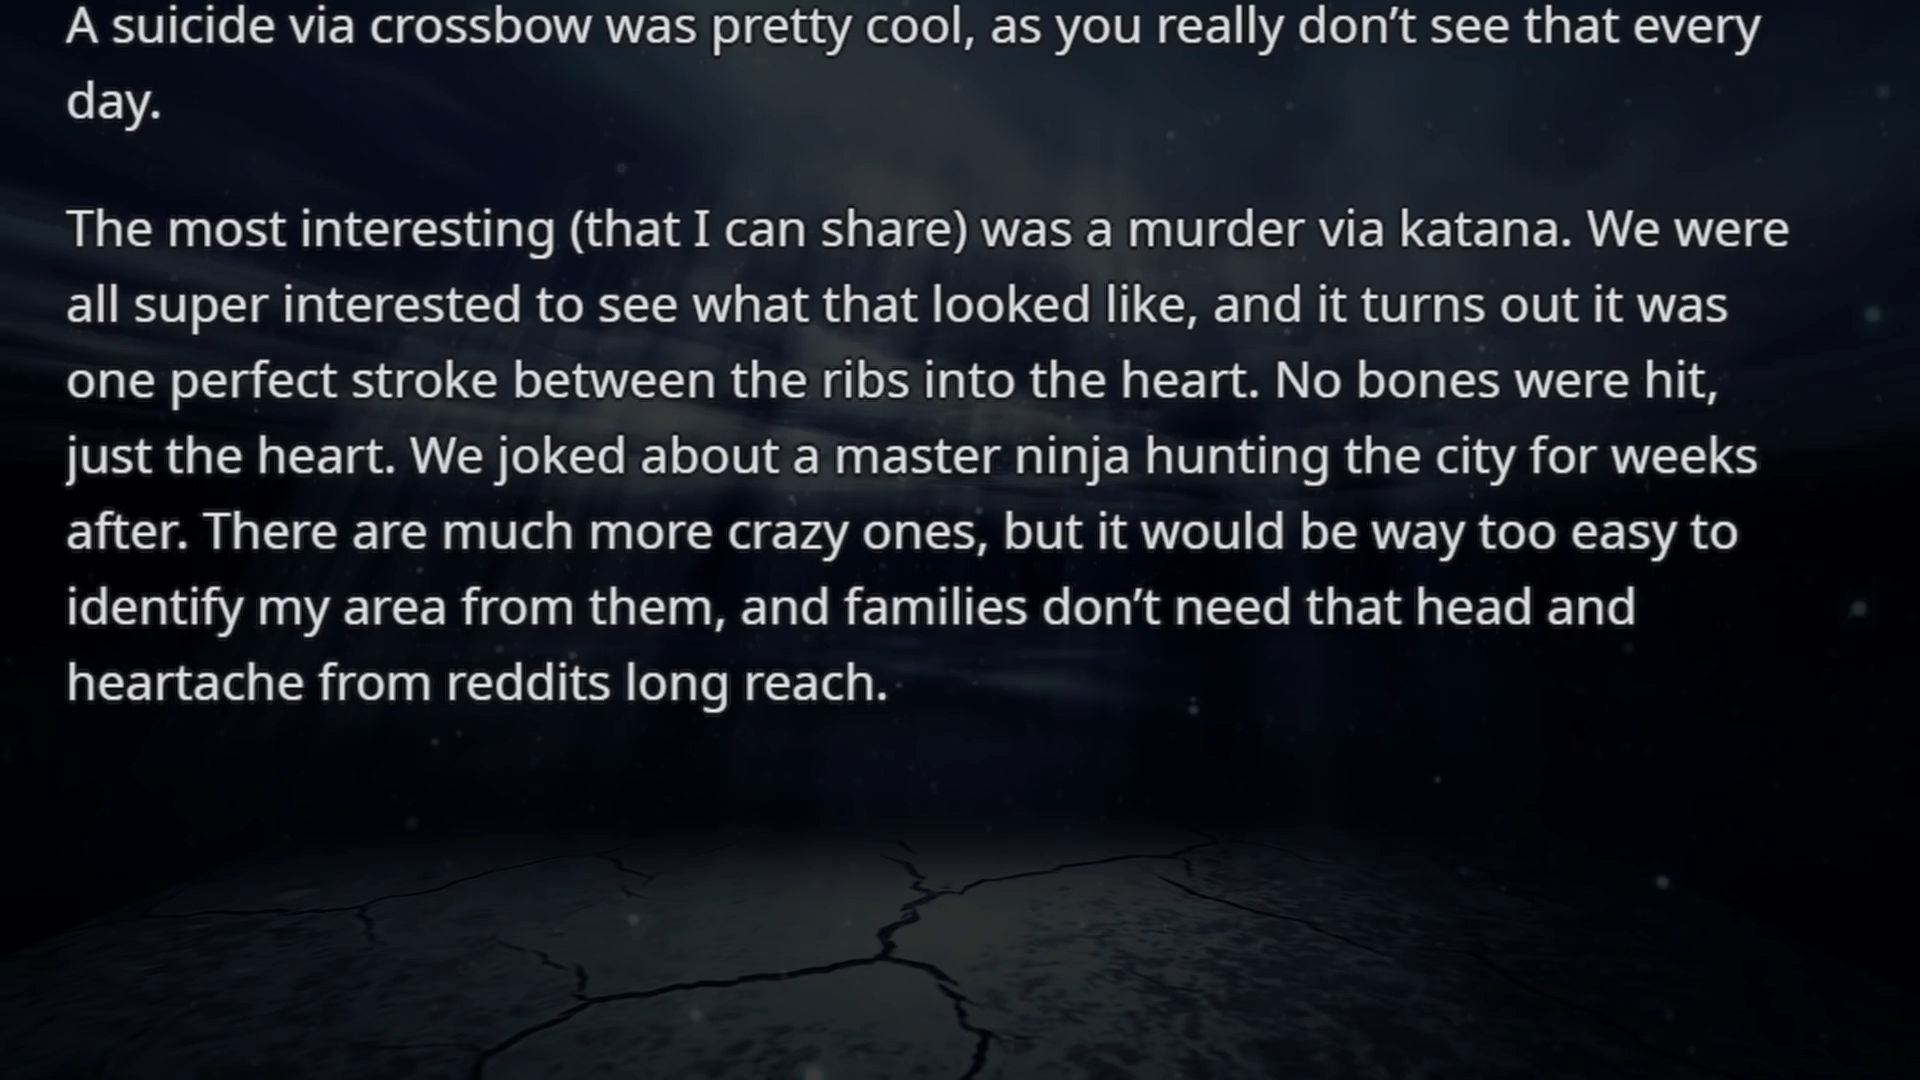 A suicide via crossbow was pretty cool, as you really don’t see that every
day.
The most interesting (that I can share) was a murder via katana. We were
all super interested to see what that looked like, and it turns out it was
one perfect stroke between the ribs into the heart. No bones were hit,
just the heart. We joked about a master ninja hunting the city for weeks
after. There are much more crazy ones, but it would be way too easy to
identify my area from them, and families don’t need that head and
heartache from reddits long reach.